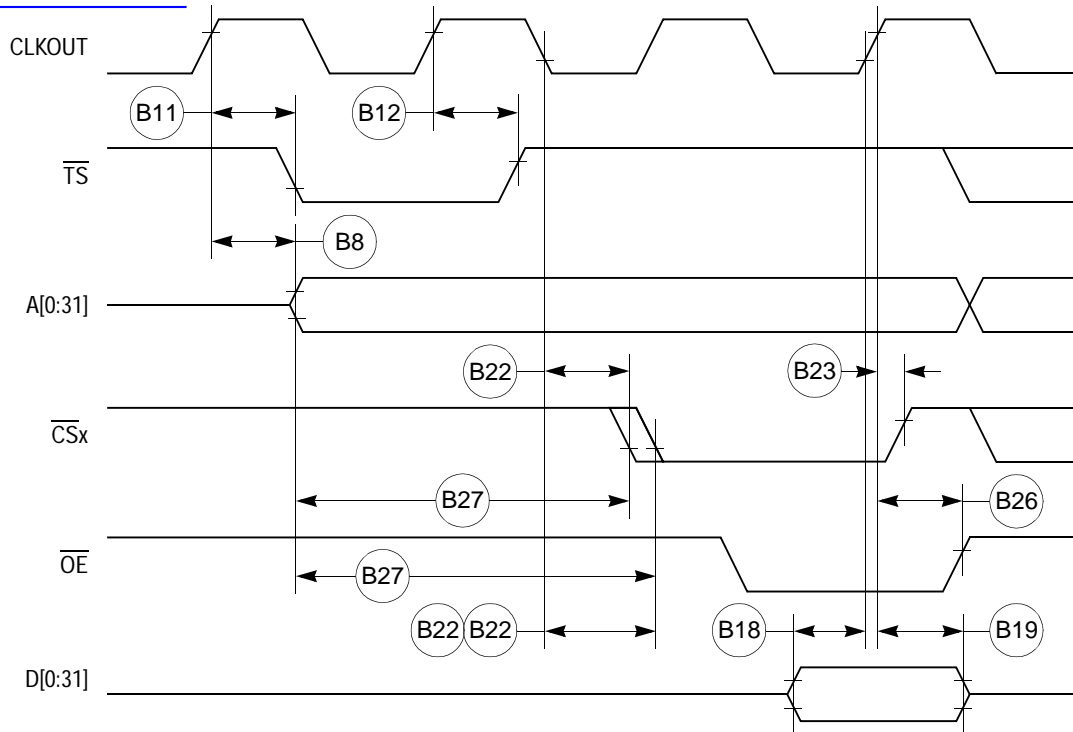 CLKOUT
B11
B12
TS
B8
A[0:31]
B22
B23
CSx
B27
B26
OE
B27
B22 B22
B18
B19
D[0:31]